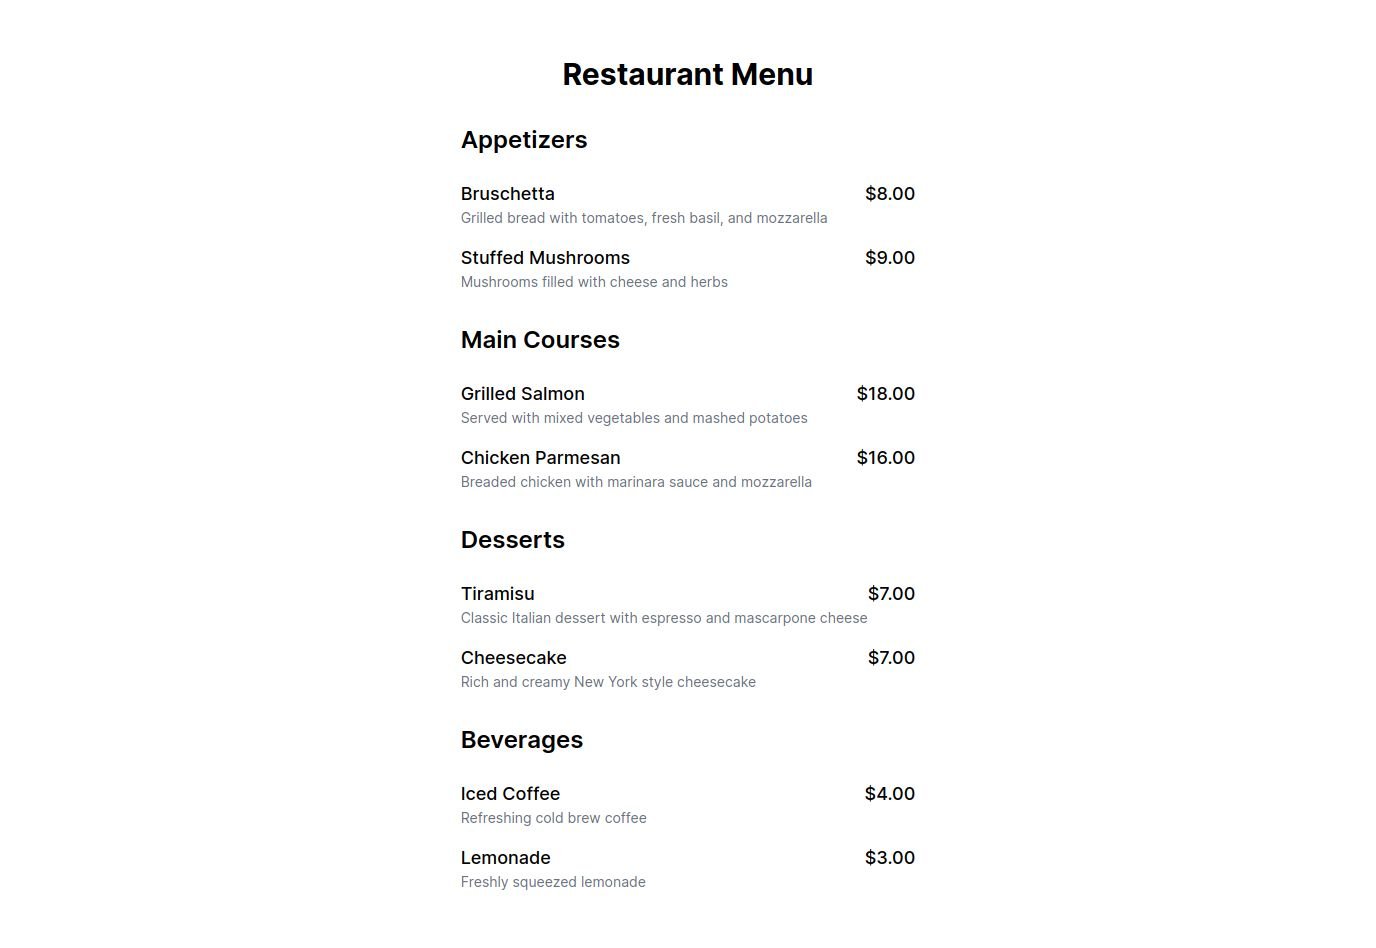 Restaurant Menu
Appetizers
Bruschetta $8.00
Grilled bread with tomatoes, fresh basil, and mozzarella
Stuffed Mushrooms $9.00
Mushrooms filled with cheese and herbs
Main Courses
Grilled Salmon $18.00
Served with mixed vegetables and mashed potatoes
Chicken Parmesan $16.00
Breaded chicken with marinara sauce and mozzarella
Desserts
Tiramisu $7.00
Classic Italian dessert with espresso and mascarpone cheese
Cheesecake $7.00
Rich and creamy New York style cheesecake
Beverages
Iced Coffee $4.00
Refreshing cold brew coffee
Lemonade $3.00
Freshly squeezed lemonade